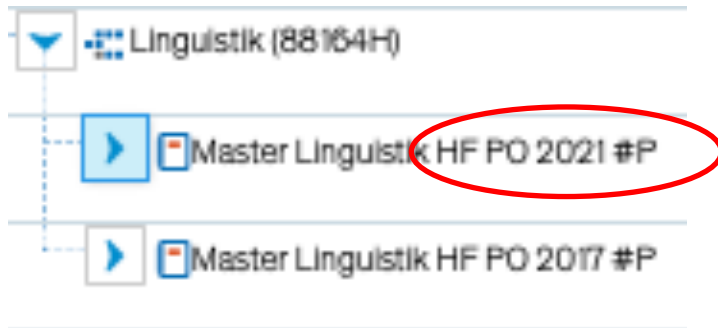 Linguistik (88164H)
Master Linguistik HF PO 2021 #P
Master Linguistik HF PO 2017 #P